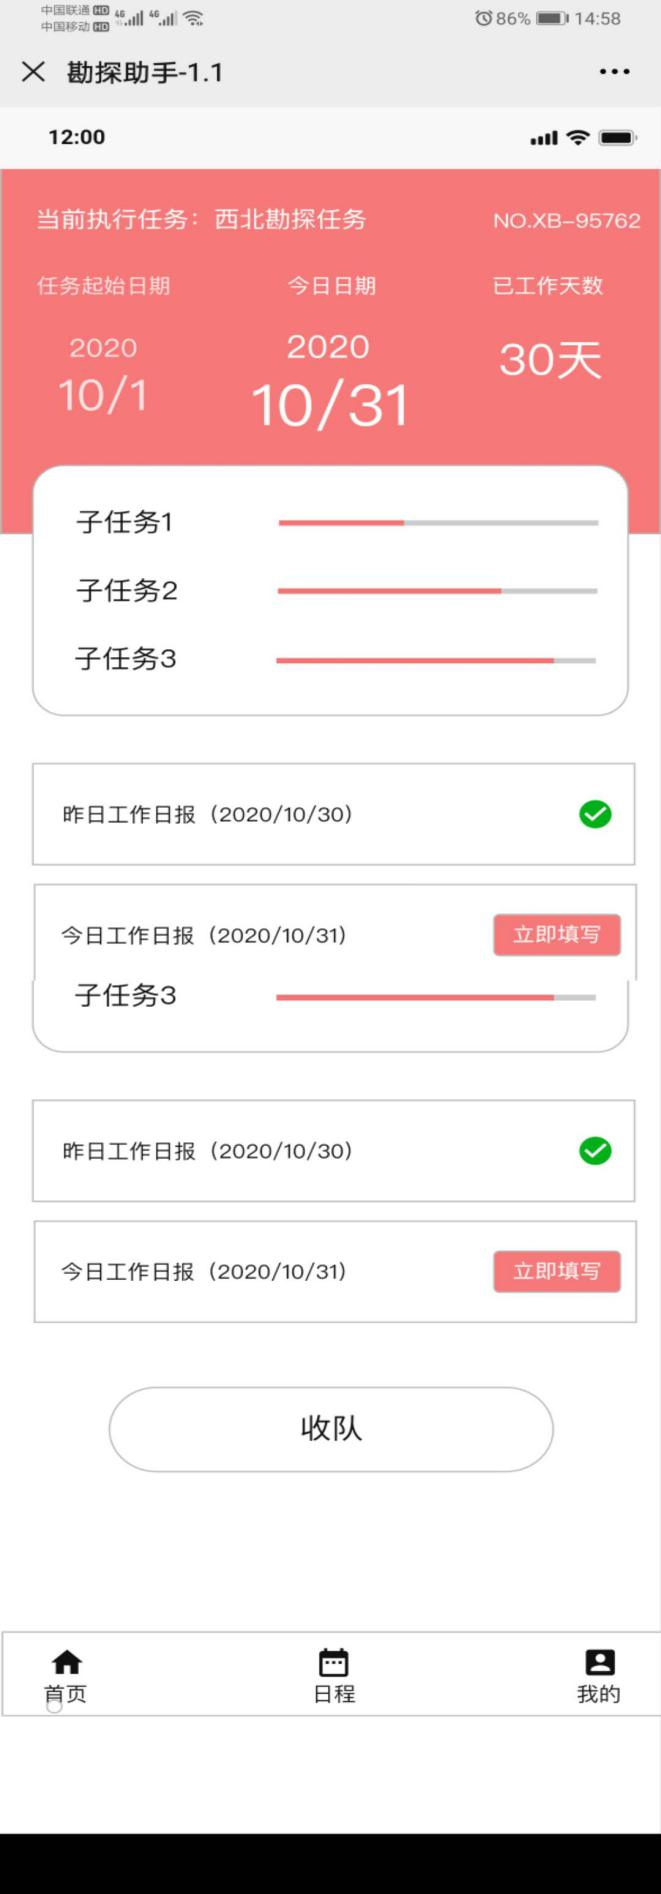 中国联通 HD 4G 4G 86% 14:58
中国移动 HD
勘探助手-1.1
12:00
当前执行任务：西北勘探任务 NO.XB-95762
任务起始日期 今日日期 已工作天数
2020 2020 30天
10/1 10/31
子任务1
子任务2
子任务3
昨日工作日报（2020/10/30）
今日工作日报（2020/10/31） 立即填写
子任务3
昨日工作日报（2020/10/30）
今日工作日报（2020/10/31） 立即填写
收队
首页 日程 我的